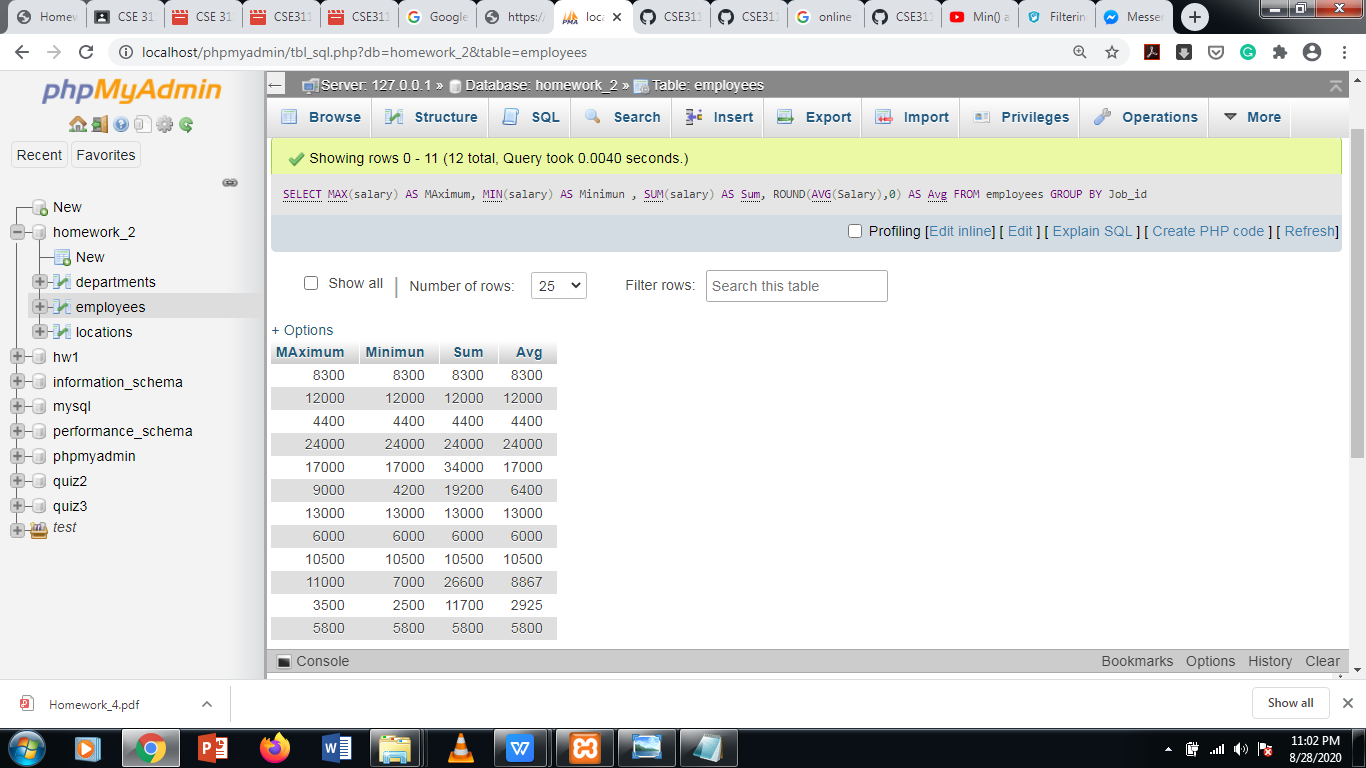 Homew CSE 31 CSE 31 CSE311 CSE311 Google https:/ loca CSE311 CSE311 online CSE311 Min() a Filterin Messen
localhost/phpmyadmin/tbl_sql.php?db=homework_2&table=employees
phpMyAdmin
Recent Favorites
New
homework_2
New
departments
employees
locations
hw1
information_schema
mysql
performance_schema
phpmyadmin
quiz2
quiz3
test
Server: 127.0.0.1 » Database: homework_2 » Table: employees
Browse Structure SQL Search Insert Export Import Privileges Operations More
Showing rows 0 - 11 (12 total, Query took 0.0040 seconds.)
SELECT MAX(salary) AS MAximum, MIN(salary) AS Minimun , SUM(salary) AS Sum, ROUND(AVG(Salary),0) AS Avg FROM employees GROUP BY Job_id
Profiling [Edit inline] [ Edit ] [ Explain SQL ] [ Create PHP code ] [ Refresh]
Show all | Number of rows: 25 Filter rows: Search this table
+ Options
MAximum Minimun Sum Avg
8300 8300 8300 8300
12000 12000 12000 12000
4400 4400 4400 4400
24000 24000 24000 24000
17000 17000 34000 17000
9000 4200 19200 6400
13000 13000 13000 13000
6000 6000 6000 6000
10500 10500 10500 10500
11000 7000 26600 8867
3500 2500 11700 2925
5800 5800 5800 5800
Console Bookmarks Options History Clear
Homework_4.pdf Show all
11:02 PM
8/28/2020